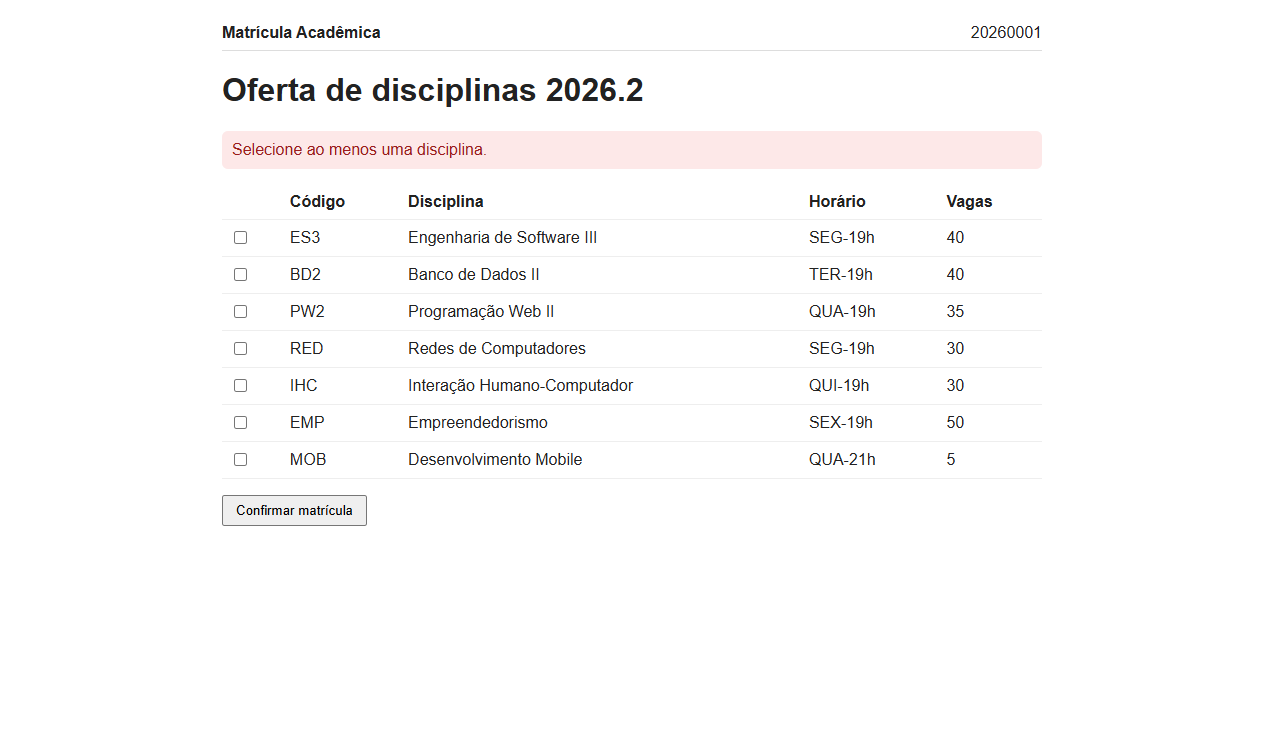 Matrícula Acadêmica 20260001
Oferta de disciplinas 2026.2
Selecione ao menos uma disciplina.
Código Disciplina Horário Vagas
ES3 Engenharia de Software III SEG-19h 40
BD2 Banco de Dados II TER-19h 40
PW2 Programação Web II QUA-19h 35
RED Redes de Computadores SEG-19h 30
IHC Interação Humano-Computador QUI-19h 30
EMP Empreendedorismo SEX-19h 50
MOB Desenvolvimento Mobile QUA-21h 5
Confirmar matrícula